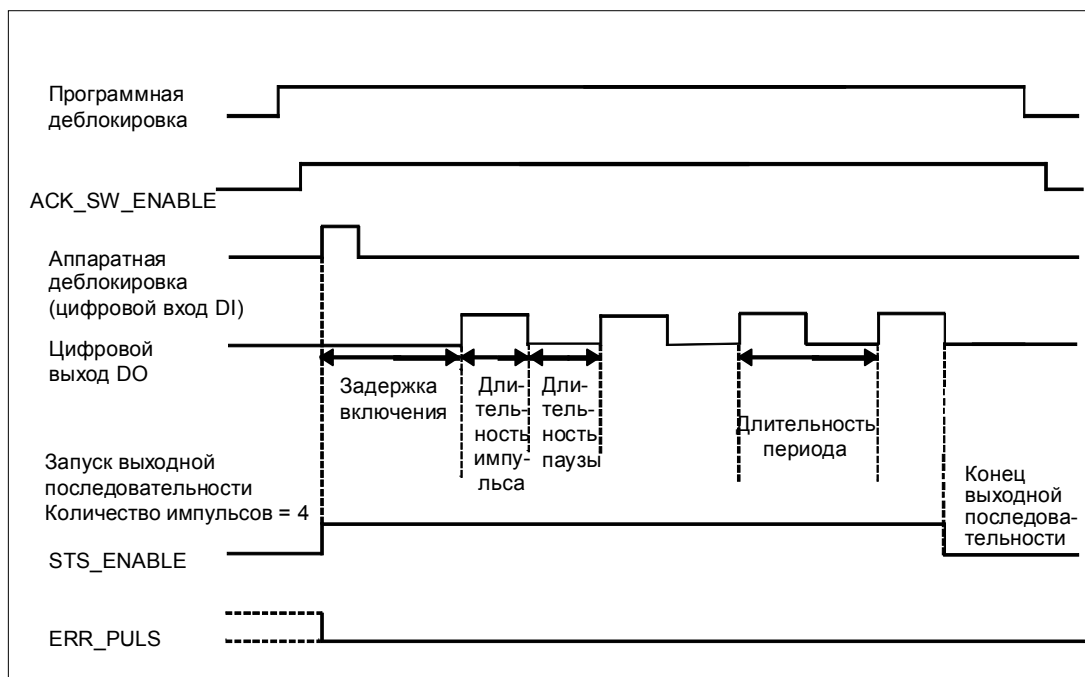 Программная
деблокировка
ACK_SW_ENABLE
Аппаратная
деблокировка
(цифровой вход DI)
Цифровой
выход DO
Задержка
включения
Дли-
тель-
ность
импу-
льса
Дли-
тель-
ность
паузы
Длительность
периода
Запуск выходной
последовательности
Количество импульсов = 4
Конец
выходной
последова-
тельности
STS_ENABLE
ERR_PULS